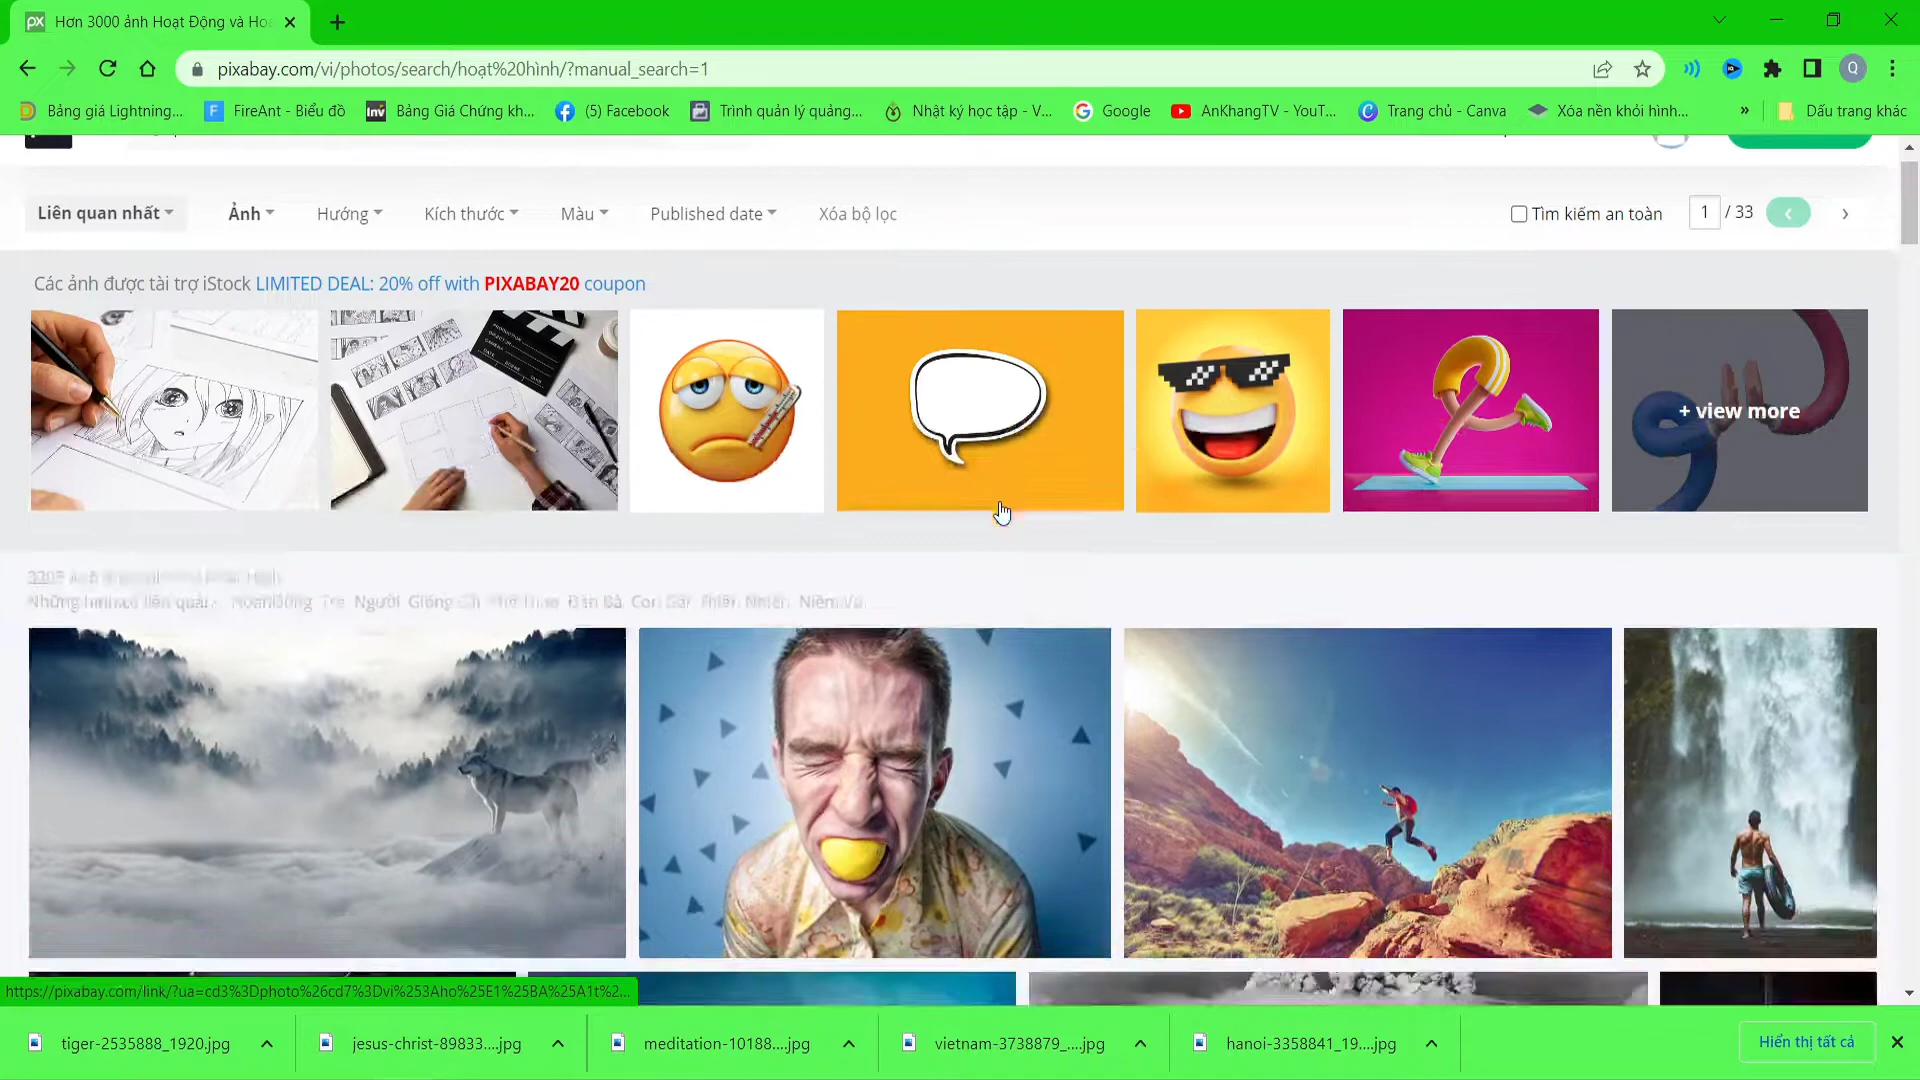 Hơn 3000 ảnh Hoạt Động và Hoạ
pixabay.com/vi/photos/search/hoạt%20hình/?manual_search=1
Q
Bảng giá Lightning... FireAnt - Biểu đồ Bảng Giá Chứng kh... (5) Facebook Trình quản lý quảng... Nhật ký học tập - V... Google AnKhangTV - YouT... Trang chủ - Canva Xóa nền khỏi hình... » Dấu trang khác
Liên quan nhất Ảnh Hướng Kích thước Màu Published date Xóa bộ lọc Tìm kiếm an toàn 1 / 33
Các ảnh được tài trợ iStock LIMITED DEAL: 20% off with PIXABAY20 coupon
+ view more
Những Người Đàn Bà
https://pixabay.com/link/?ua=cd3%3Dphoto%26cd7%3Dvi%253Aho%25E1%25BA%25A1t%2...
tiger-2535888_1920.jpg jesus-christ-89833....jpg meditation-10188....jpg vietnam-3738879_....jpg hanoi-3358841_19....jpg Hiển thị tất cả